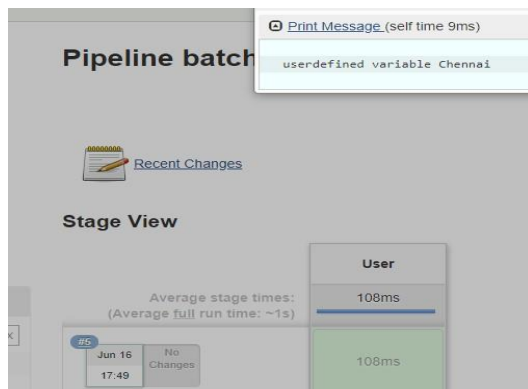 Print Message (self time 9ms)
userdefined variable Chennai
Pipeline batch
Recent Changes
Stage View
User
Average stage times:
(Average full run time: ~1s)
108ms
#5
Jun 16
17:49
No
Changes
108ms